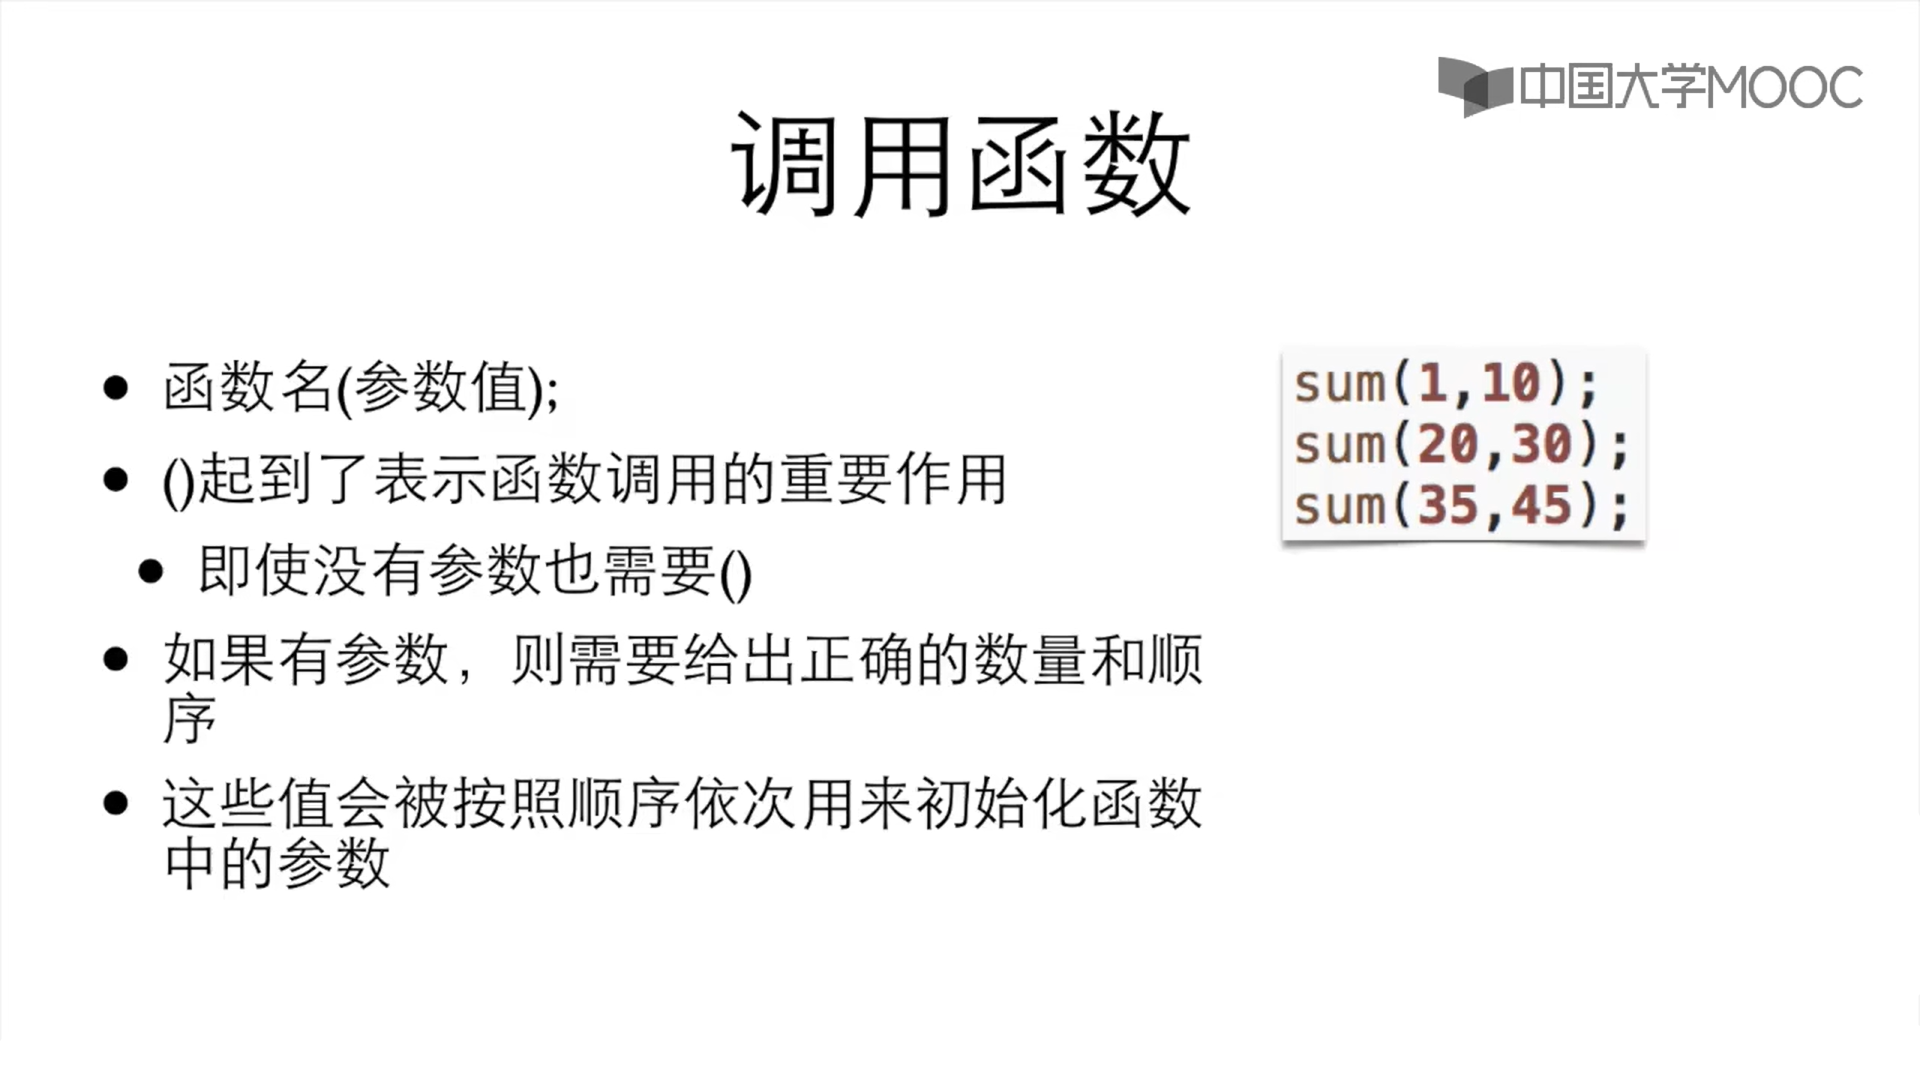 中国大学MOOC
调用函数
函数名(参数值);
()起到了表示函数调用的重要作用
即使没有参数也需要()
如果有参数，则需要给出正确的数量和顺
序
这些值会被按照顺序依次用来初始化函数
中的参数
sum(1,10);
sum(20,30);
sum(35,45);